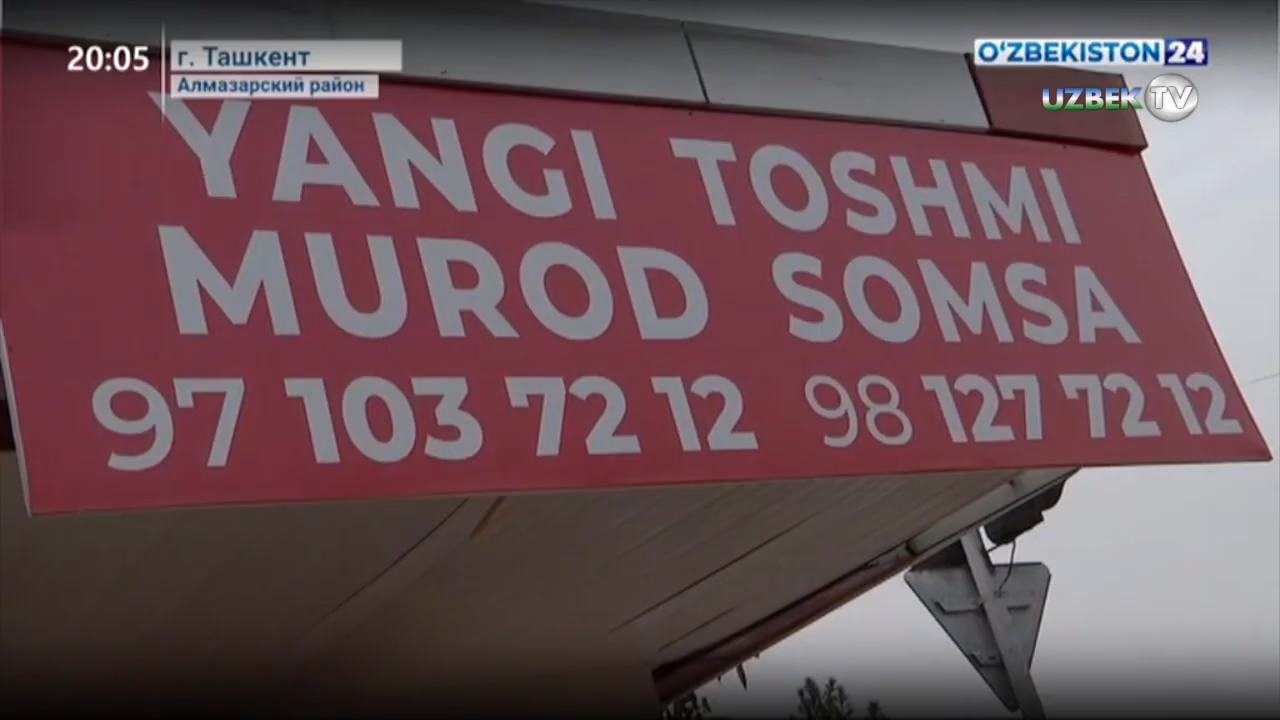 20:05
г. Ташкент
Алмазарский район
O'ZBEKISTON 24
UZBEK TV
YANGI TOSHMI
MUROD SOMSA
97 103 72 12 98 127 72 12